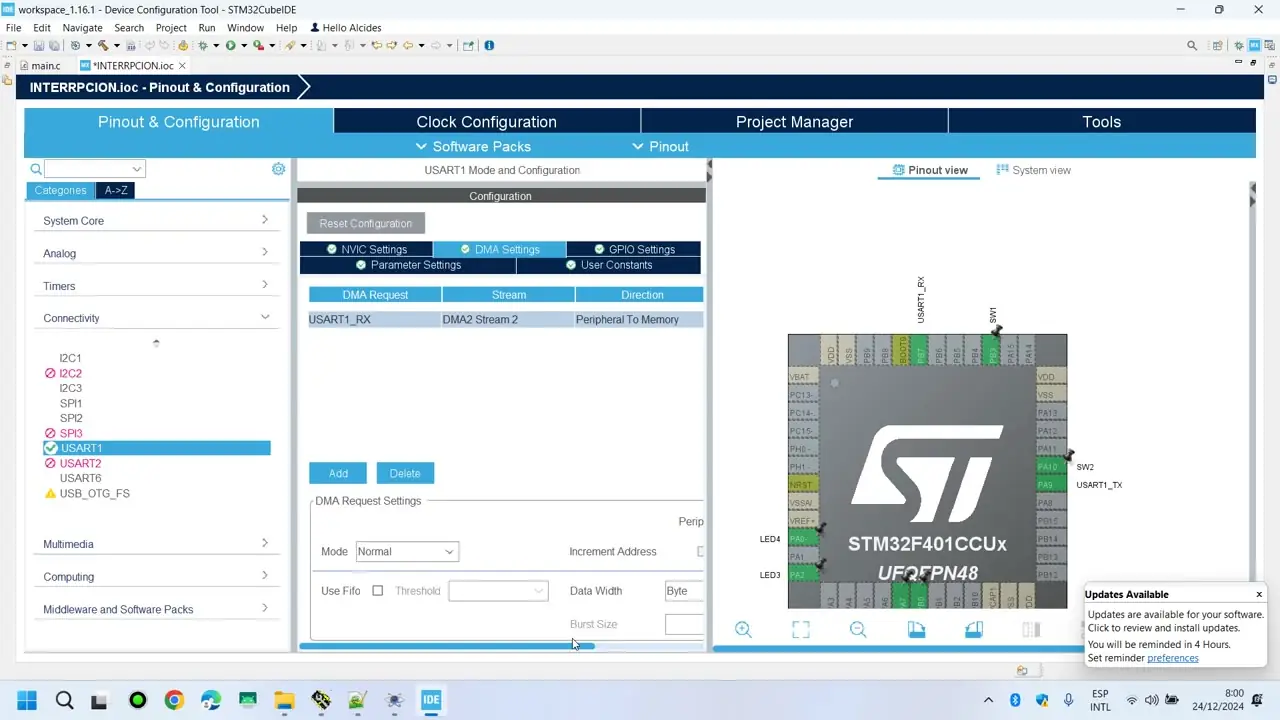 workspace_1.16.1 - Device Configuration Tool - STM32CubeIDE
File Edit Navigate Search Project Run Window Help Hello Alcides
main.c *INTERRPCION.ioc
INTERRPCION.ioc - Pinout & Configuration
Pinout & Configuration Clock Configuration Project Manager Tools
Software Packs Pinout
USART1 Mode and Configuration
Pinout view System view
Categories A->Z
Configuration
System Core
Analog
Timers
Connectivity
I2C1
I2C2
I2C3
SPI1
SPI2
SPI3
USART1
USART2
USART6
USB_OTG_FS
Multimedia
Computing
Middleware and Software Packs
Reset Configuration
NVIC Settings DMA Settings GPIO Settings
Parameter Settings User Constants
DMA Request Stream Direction
USART1_RX DMA2 Stream 2 Peripheral To Memory
Add Delete
DMA Request Settings
Perip
Mode Normal Increment Address
Use Fifo Threshold Data Width Byte
Burst Size
USART1_RX
SW1
VDD VSS PB9 PB8 BOOT0 PB7 PB6 PB5 PB4 PB3 PA15 PA14
VBAT VDD
PC13- VSS
PC14- PA13
PC15- PA12
PH0- PA11
PH1- PA10 SW2
NRST PA9 USART1_TX
VSSA/ PA8
VREF+ PB15
LED4 PA0-
PA1
LED3 PA2 PB12
STM32F401CCUx
UFQFPN48
Updates Available x
Updates are available for your software.
Click to review and install updates.
You will be reminded in 4 Hours.
Set reminder preferences
IDE
ESP
INTL
8:00
24/12/2024